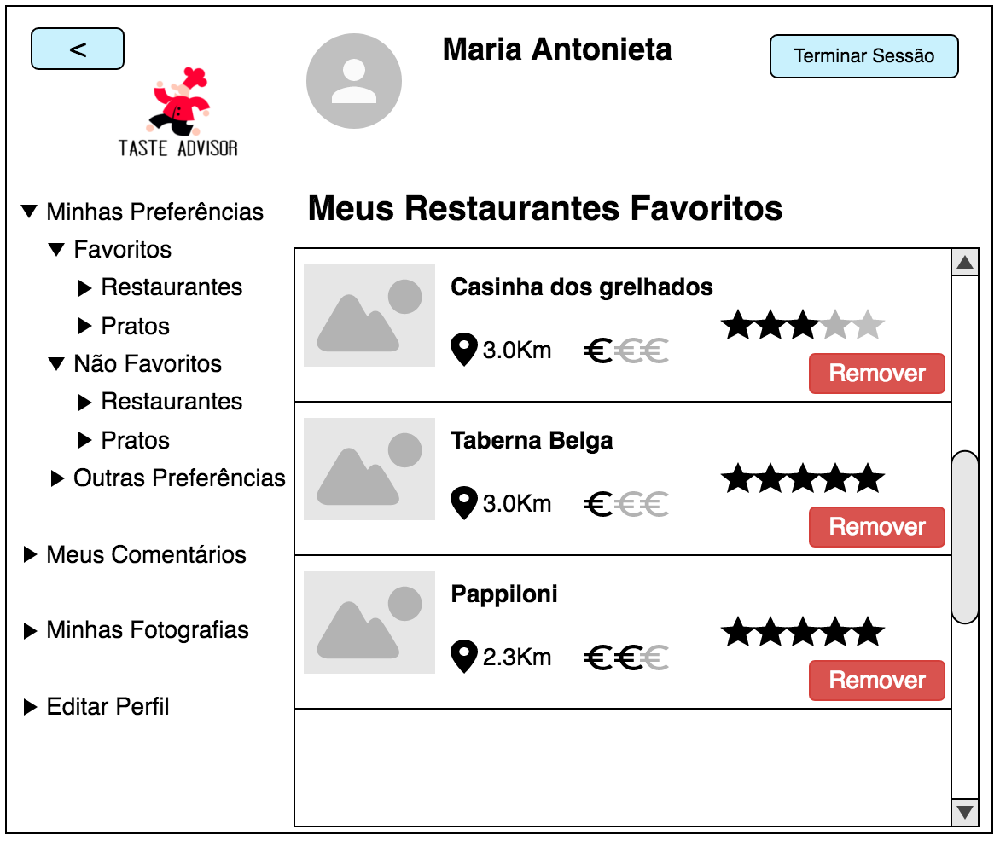 <
Maria Antonieta
Terminar Sessão
TASTE ADVISOR
Minhas Preferências
Favoritos
Restaurantes
Pratos
Não Favoritos
Restaurantes
Pratos
Outras Preferências
Meus Comentários
Minhas Fotografias
Editar Perfil
Meus Restaurantes Favoritos
Casinha dos grelhados
3.0Km €€€
Remover
Taberna Belga
3.0Km €€€
Remover
Pappiloni
2.3Km €€€
Remover